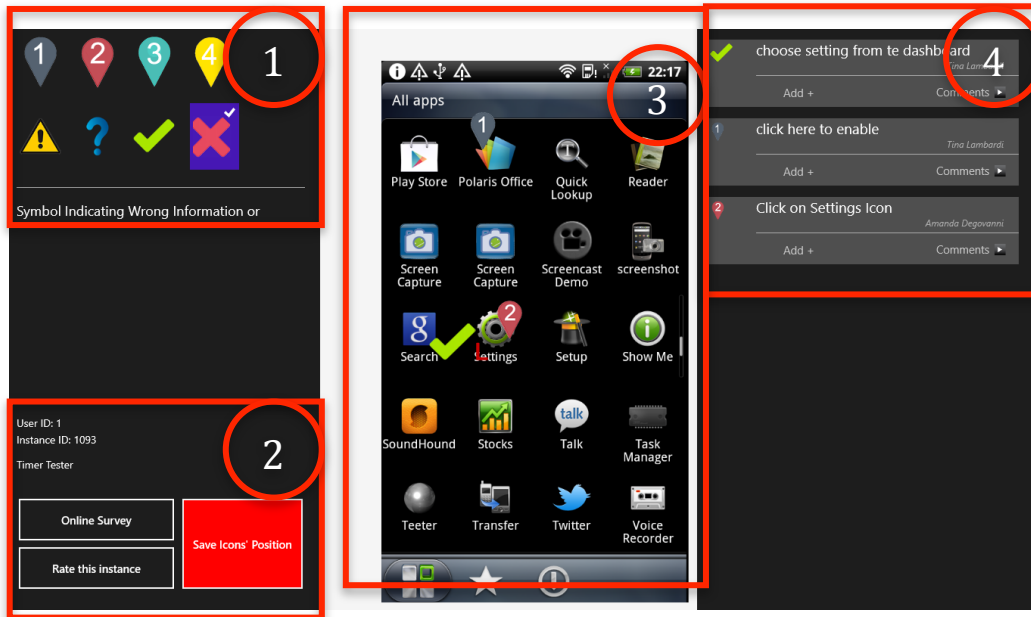 1 2 3 4
1
?
Symbol Indicating Wrong Information or
User ID: 1
Instance ID: 1093
Timer Tester
2
Online Survey
Rate this instance
Save Icons' Position
22:17
All apps
3
1
Play Store Polaris Office Quick Lookup Reader
Screen Capture Screen Capture Screencast Demo screenshot
8
2
L
Search Settings Setup Show Me
talk
SoundHound Stocks Talk Task Manager
Teeter Transfer Twitter Voice Recorder
choose setting from te dashboard
4
Add + Comments
1
click here to enable
Tina Lambardi
Add + Comments
2
Click on Settings Icon
Amanda Degovanni
Add + Comments